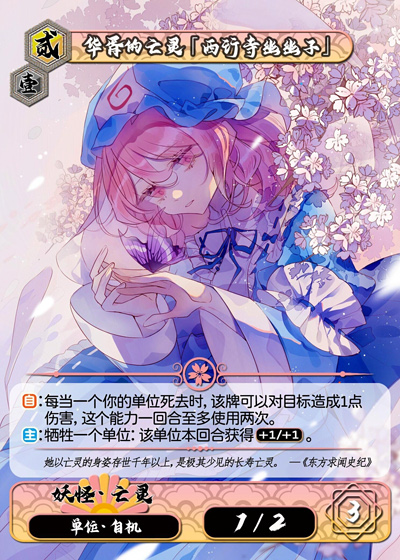 贰
壹
华胥的亡灵「西行寺幽幽子」
自:每当一个你的单位死去时, 该牌可以对目标造成1点
伤害, 这个能力一回合至多使用两次。
主:牺牲一个单位: 该单位本回合获得 +1/+1 。
她以亡灵的身姿存世千年以上,是极其少见的长寿亡灵。 —《东方求闻史纪》
妖怪·亡灵
单位·自机
1 / 2
3